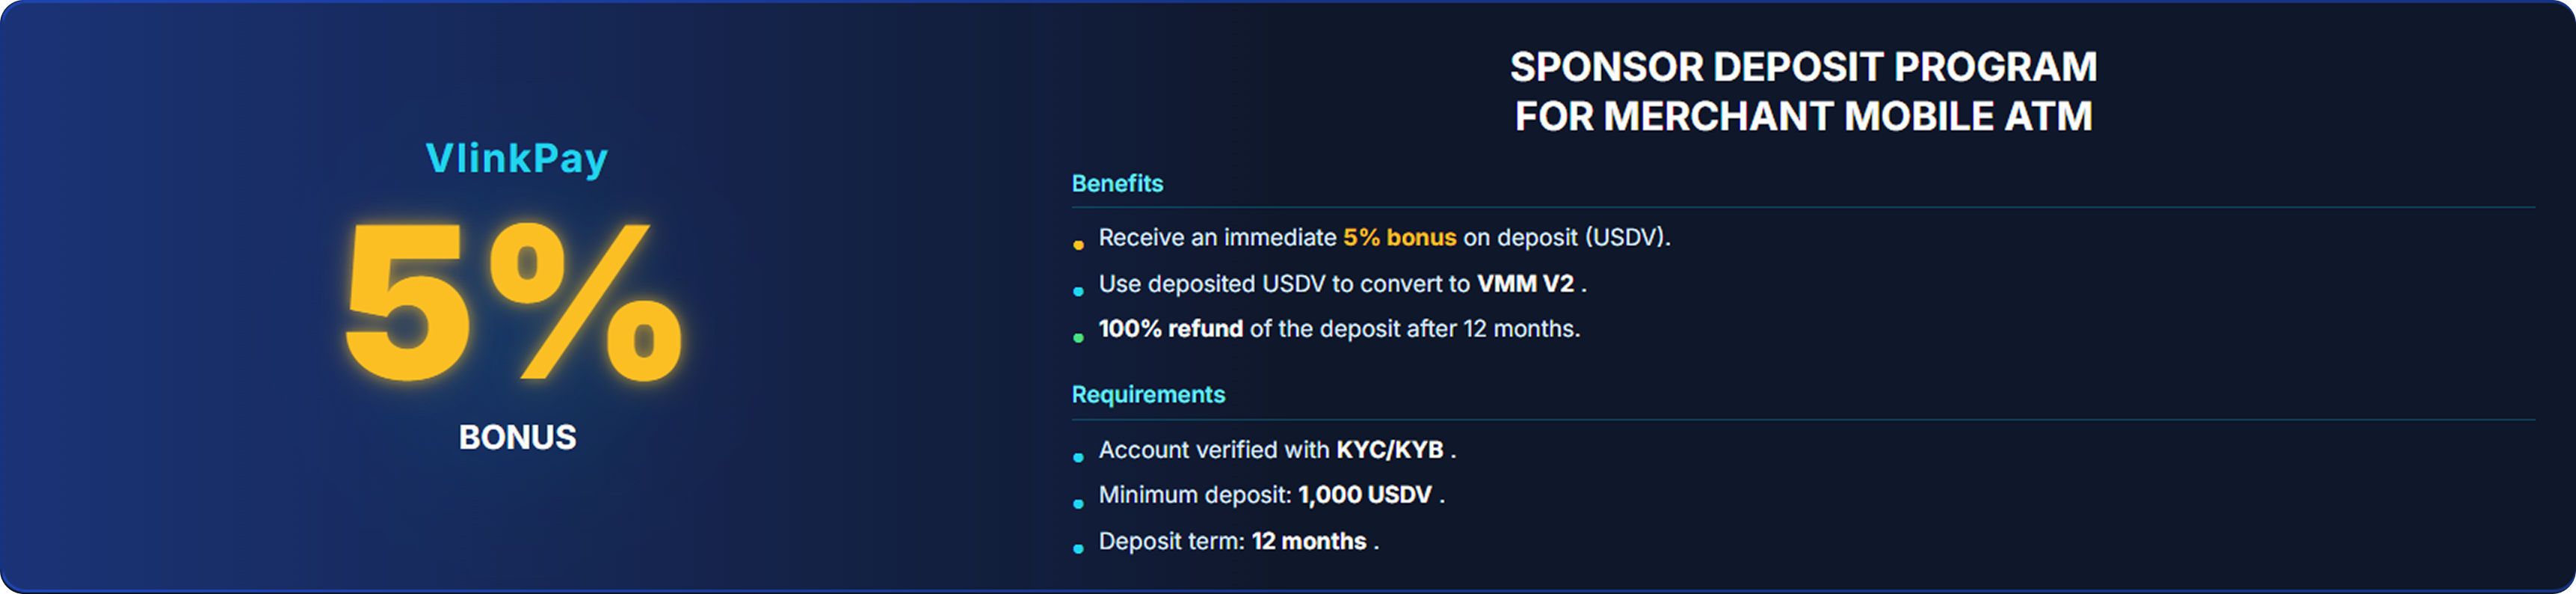 VlinkPay
5%
BONUS
SPONSOR DEPOSIT PROGRAM
FOR MERCHANT MOBILE ATM
Benefits
Receive an immediate 5% bonus on deposit (USDV).
Use deposited USDV to convert to VMM V2 .
100% refund of the deposit after 12 months.
Requirements
Account verified with KYC/KYB .
Minimum deposit: 1,000 USDV .
Deposit term: 12 months .